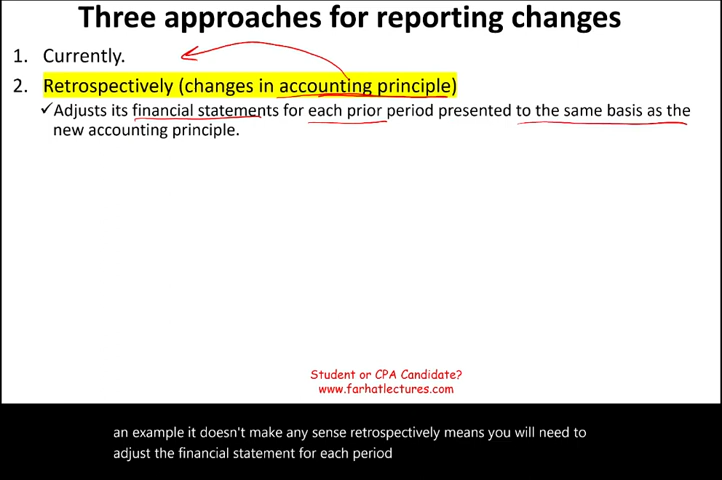 Three approaches for reporting changes
1. Currently.
2. Retrospectively (changes in accounting principle)
✓Adjusts its financial statements for each prior period presented to the same basis as the
new accounting principle.
Student or CPA Candidate?
www.farhatlectures.com
an example it doesn't make any sense retrospectively means you will need to
adjust the financial statement for each period